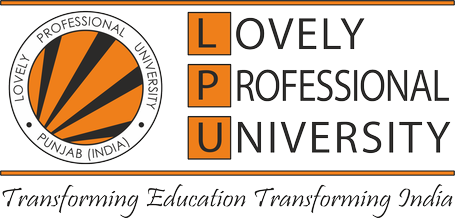 LOVELY PROFESSIONAL UNIVERSITY
• PUNJAB (INDIA) •
LOVELY
PROFESSIONAL
UNIVERSITY
Transforming Education Transforming India